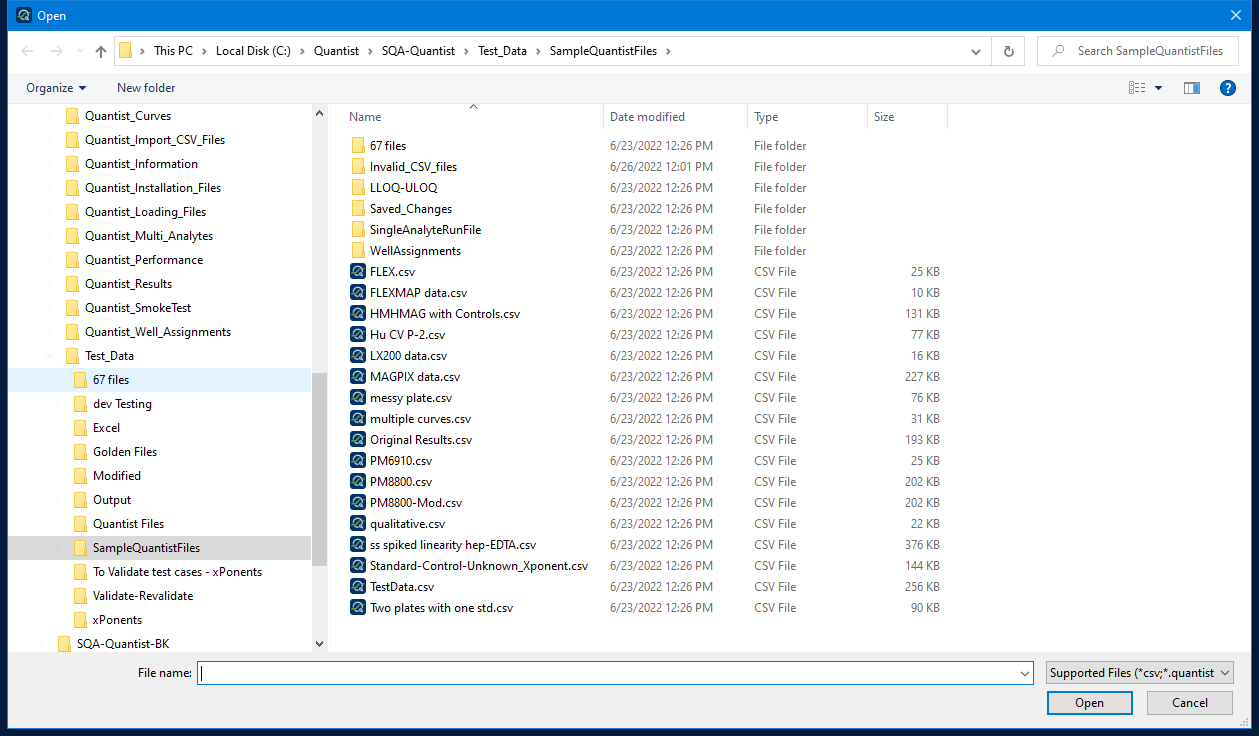 Open
This PC > Local Disk (C:) > Quantist > SQA-Quantist > Test_Data > SampleQuantistFiles >
Search SampleQuantistFiles
Organize
New folder
Quantist_Curves
Quantist_Import_CSV_Files
Quantist_Information
Quantist_Installation_Files
Quantist_Loading_Files
Quantist_Multi_Analytes
Quantist_Performance
Quantist_Results
Quantist_SmokeTest
Quantist_Well_Assignments
Test_Data
67 files
dev Testing
Excel
Golden Files
Modified
Output
Quantist Files
SampleQuantistFiles
To Validate test cases - xPonents
Validate-Revalidate
xPonents
SQA-Quantist-BK
Name Date modified Type Size
67 files 6/23/2022 12:26 PM File folder
Invalid_CSV_files 6/26/2022 12:01 PM File folder
LLOQ-ULOQ 6/23/2022 12:26 PM File folder
Saved_Changes 6/23/2022 12:26 PM File folder
SingleAnalyteRunFile 6/23/2022 12:26 PM File folder
WellAssignments 6/23/2022 12:26 PM File folder
FLEX.csv 6/23/2022 12:26 PM CSV File 25 KB
FLEXMAP data.csv 6/23/2022 12:26 PM CSV File 10 KB
HMHMAG with Controls.csv 6/23/2022 12:26 PM CSV File 131 KB
Hu CV P-2.csv 6/23/2022 12:26 PM CSV File 77 KB
LX200 data.csv 6/23/2022 12:26 PM CSV File 16 KB
MAGPIX data.csv 6/23/2022 12:26 PM CSV File 227 KB
messy plate.csv 6/23/2022 12:26 PM CSV File 76 KB
multiple curves.csv 6/23/2022 12:26 PM CSV File 31 KB
Original Results.csv 6/23/2022 12:26 PM CSV File 193 KB
PM6910.csv 6/23/2022 12:26 PM CSV File 25 KB
PM8800.csv 6/23/2022 12:26 PM CSV File 202 KB
PM8800-Mod.csv 6/23/2022 12:26 PM CSV File 202 KB
qualitative.csv 6/23/2022 12:26 PM CSV File 22 KB
ss spiked linearity hep-EDTA.csv 6/23/2022 12:26 PM CSV File 376 KB
Standard-Control-Unknown_Xponent.csv 6/23/2022 12:26 PM CSV File 144 KB
TestData.csv 6/23/2022 12:26 PM CSV File 256 KB
Two plates with one std.csv 6/23/2022 12:26 PM CSV File 90 KB
File name:
Supported Files (*csv;*.quantist
Open
Cancel